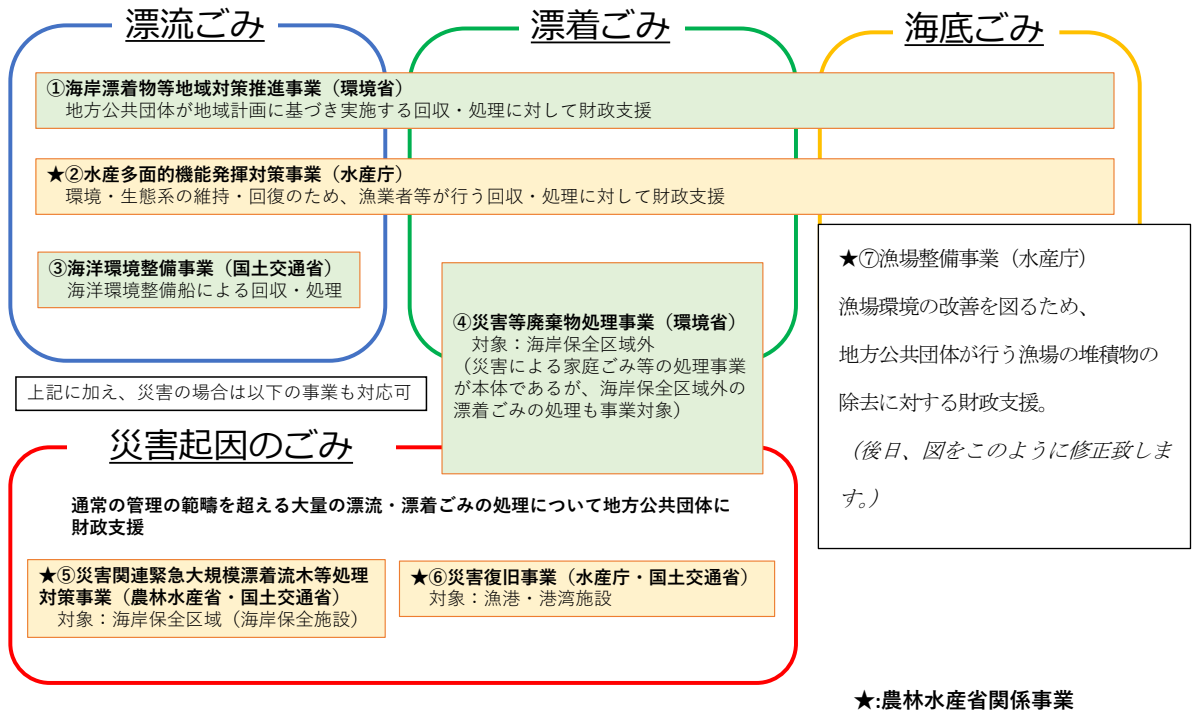 漂流ごみ
漂着ごみ
海底ごみ
①海岸漂着物等地域対策推進事業（環境省）
地方公共団体が地域計画に基づき実施する回収・処理に対して財政支援
★②水産多面的機能発揮対策事業（水産庁）
環境・生態系の維持・回復のため、漁業者等が行う回収・処理に対して財政支援
③海洋環境整備事業（国土交通省）
海洋環境整備船による回収・処理
④災害等廃棄物処理事業（環境省）
対象：海岸保全区域外
（災害による家庭ごみ等の処理事業
が本体であるが、海岸保全区域外の
漂着ごみの処理も事業対象）
★⑦漁場整備事業（水産庁）
漁場環境の改善を図るため、
地方公共団体が行う漁場の堆積物の
除去に対する財政支援。
（後日、図をこのように修正致しま
す。）
上記に加え、災害の場合は以下の事業も対応可
災害起因のごみ
通常の管理の範疇を超える大量の漂流・漂着ごみの処理について地方公共団体に
財政支援
★⑤災害関連緊急大規模漂着流木等処理
対策事業（農林水産省・国土交通省）
対象：海岸保全区域（海岸保全施設）
★⑥災害復旧事業（水産庁・国土交通省）
対象：漁港・港湾施設
★:農林水産省関係事業